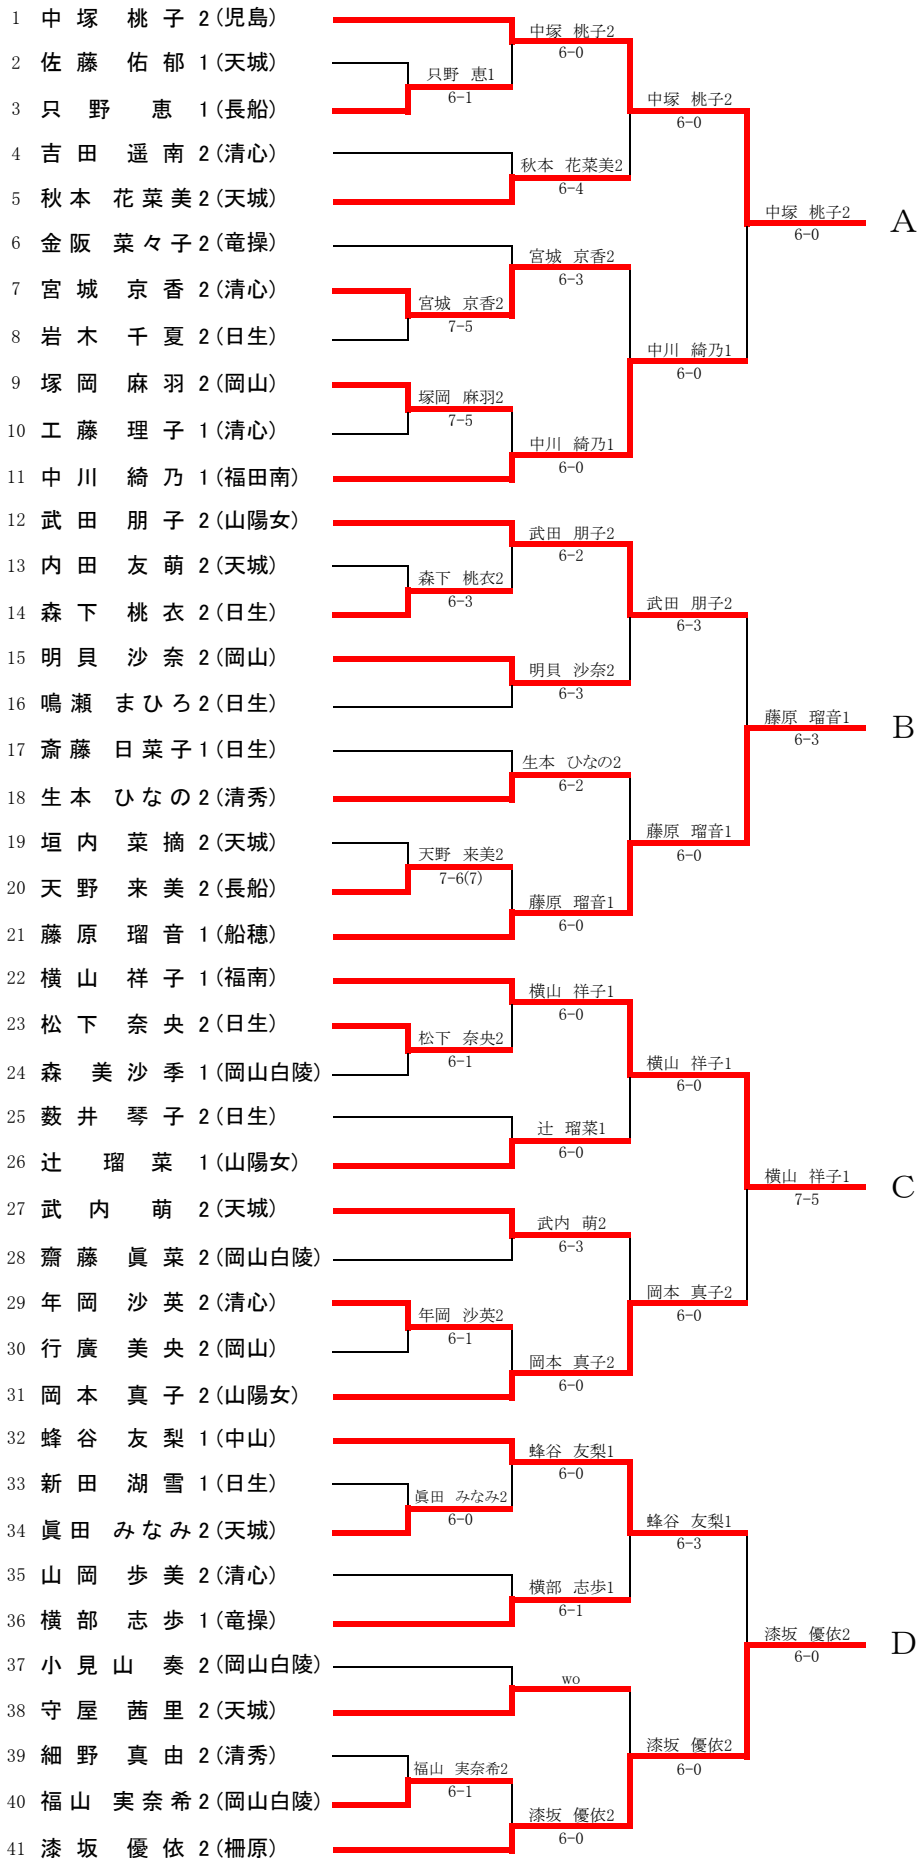 1 中塚 桃子 2 (児島)
2 佐藤 佑郁 1 (天城)
3 只野 恵 1 (長船)
4 吉田 遥南 2 (清心)
5 秋本 花菜美 2 (天城)
6 金阪 菜々子 2 (竜操)
7 宮城 京香 2 (清心)
8 岩木 千夏 2 (日生)
9 塚岡 麻羽 2 (岡山)
10 工藤 理子 1 (清心)
11 中川 綺乃 1 (福田南)
12 武田 朋子 2 (山陽女)
13 内田 友萌 2 (天城)
14 森下 桃衣 2 (日生)
15 明貝 沙奈 2 (岡山)
16 鳴瀬 まひろ 2 (日生)
17 斎藤 日菜子 1 (日生)
18 生本 ひなの 2 (清秀)
19 垣内 菜摘 2 (天城)
20 天野 来美 2 (長船)
21 藤原 瑠音 1 (船穂)
22 横山 祥子 1 (福南)
23 松下 奈央 2 (日生)
24 森 美沙季 1 (岡山白陵)
25 薮井 琴子 2 (日生)
26 辻 瑠菜 1 (山陽女)
27 武内 萌 2 (天城)
28 齋藤 眞菜 2 (岡山白陵)
29 年岡 沙英 2 (清心)
30 行廣 美央 2 (岡山)
31 岡本 真子 2 (山陽女)
32 蜂谷 友梨 1 (中山)
33 新田 湖雪 1 (日生)
34 眞田 みなみ 2 (天城)
35 山岡 歩美 2 (清心)
36 横部 志歩 1 (竜操)
37 小見山 奏 2 (岡山白陵)
38 守屋 茜里 2 (天城)
39 細野 真由 2 (清秀)
40 福山 実奈希 2 (岡山白陵)
41 漆坂 優依 2 (柵原)
只野 恵1
6-1
宮城 京香2
7-5
塚岡 麻羽2
7-5
森下 桃衣2
6-3
天野 来美2
7-6(7)
松下 奈央2
6-1
年岡 沙英2
6-1
眞田 みなみ2
6-0
福山 実奈希2
6-1
中塚 桃子2
6-0
秋本 花菜美2
6-4
宮城 京香2
6-3
中川 綺乃1
6-0
武田 朋子2
6-2
明貝 沙奈2
6-3
生本 ひなの2
6-2
藤原 瑠音1
6-0
横山 祥子1
6-0
辻 瑠菜1
6-0
武内 萌2
6-3
岡本 真子2
6-0
蜂谷 友梨1
6-0
横部 志歩1
6-1
wo
漆坂 優依2
6-0
中塚 桃子2
6-0
中川 綺乃1
6-0
武田 朋子2
6-3
藤原 瑠音1
6-0
横山 祥子1
6-0
岡本 真子2
6-0
蜂谷 友梨1
6-3
漆坂 優依2
6-0
中塚 桃子2
6-0
A
藤原 瑠音1
6-3
B
横山 祥子1
7-5
C
漆坂 優依2
6-0
D